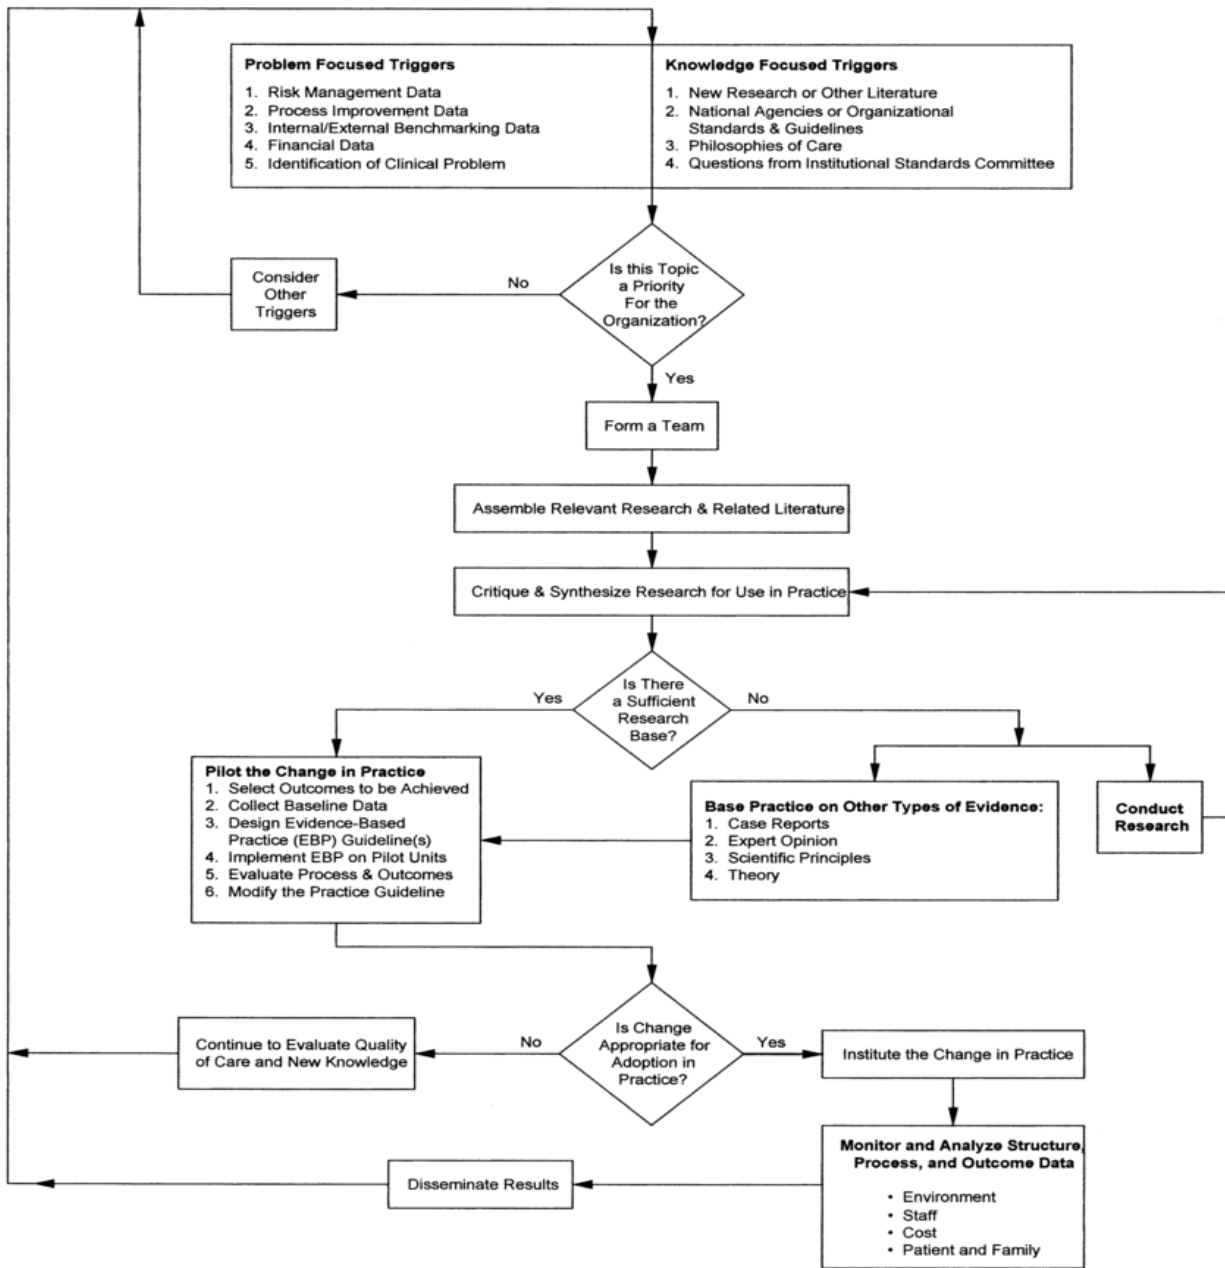 Problem Focused Triggers
1. Risk Management Data
2. Process Improvement Data
3. Internal/External Benchmarking Data
4. Financial Data
5. Identification of Clinical Problem
Knowledge Focused Triggers
1. New Research or Other Literature
2. National Agencies or Organizational
Standards & Guidelines
3. Philosophies of Care
4. Questions from Institutional Standards Committee
Consider
Other
Triggers
No
Is this Topic
a Priority
For the
Organization?
Yes
Form a Team
Assemble Relevant Research & Related Literature
Critique & Synthesize Research for Use in Practice
Yes
Is There
a Sufficient
Research
Base?
No
Pilot the Change in Practice
1. Select Outcomes to be Achieved
2. Collect Baseline Data
3. Design Evidence-Based
Practice (EBP) Guideline(s)
4. Implement EBP on Pilot Units
5. Evaluate Process & Outcomes
6. Modify the Practice Guideline
Base Practice on Other Types of Evidence:
1. Case Reports
2. Expert Opinion
3. Scientific Principles
4. Theory
Conduct
Research
Continue to Evaluate Quality
of Care and New Knowledge
No
Is Change
Appropriate for
Adoption in
Practice?
Yes
Institute the Change in Practice
Disseminate Results
Monitor and Analyze Structure,
Process, and Outcome Data
• Environment
• Staff
• Cost
• Patient and Family